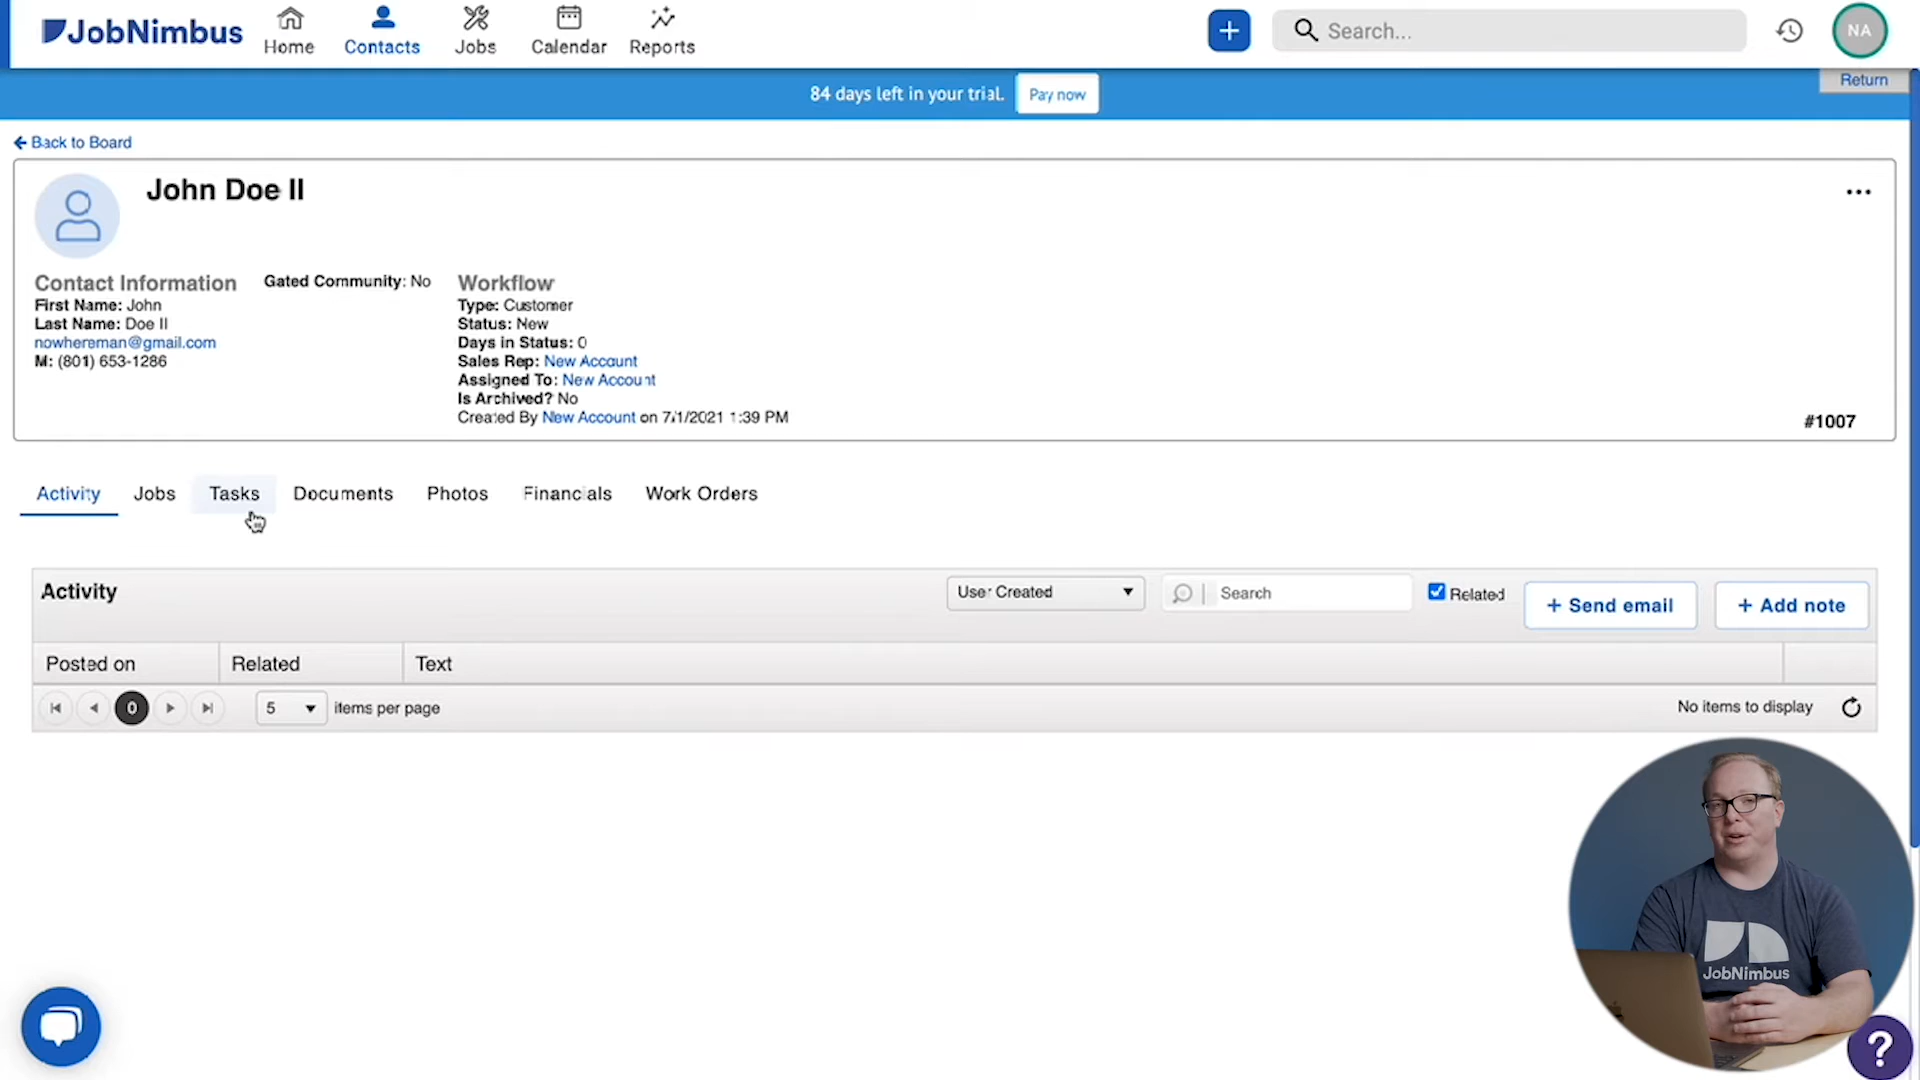 JobNimbus
Home
Contacts
Jobs
Calendar
Reports
+
Search...
NA
84 days left in your trial.
Pay now
Return
Back to Board
John Doe II
...
Contact Information
First Name: John
Last Name: Doe II
nowhereman@gmail.com
M: (801) 653-1286
Gated Community: No
Workflow
Type: Customer
Status: New
Days in Status: 0
Sales Rep: New Account
Assigned To: New Account
Is Archived? No
Created By New Account on 7/1/2021 1:39 PM
#1007
Activity
Jobs
Tasks
Documents
Photos
Financials
Work Orders
Activity
User Created
Search
Related
+ Send email
+ Add note
Posted on
Related
Text
0
5
items per page
No items to display
JobNimbus
?